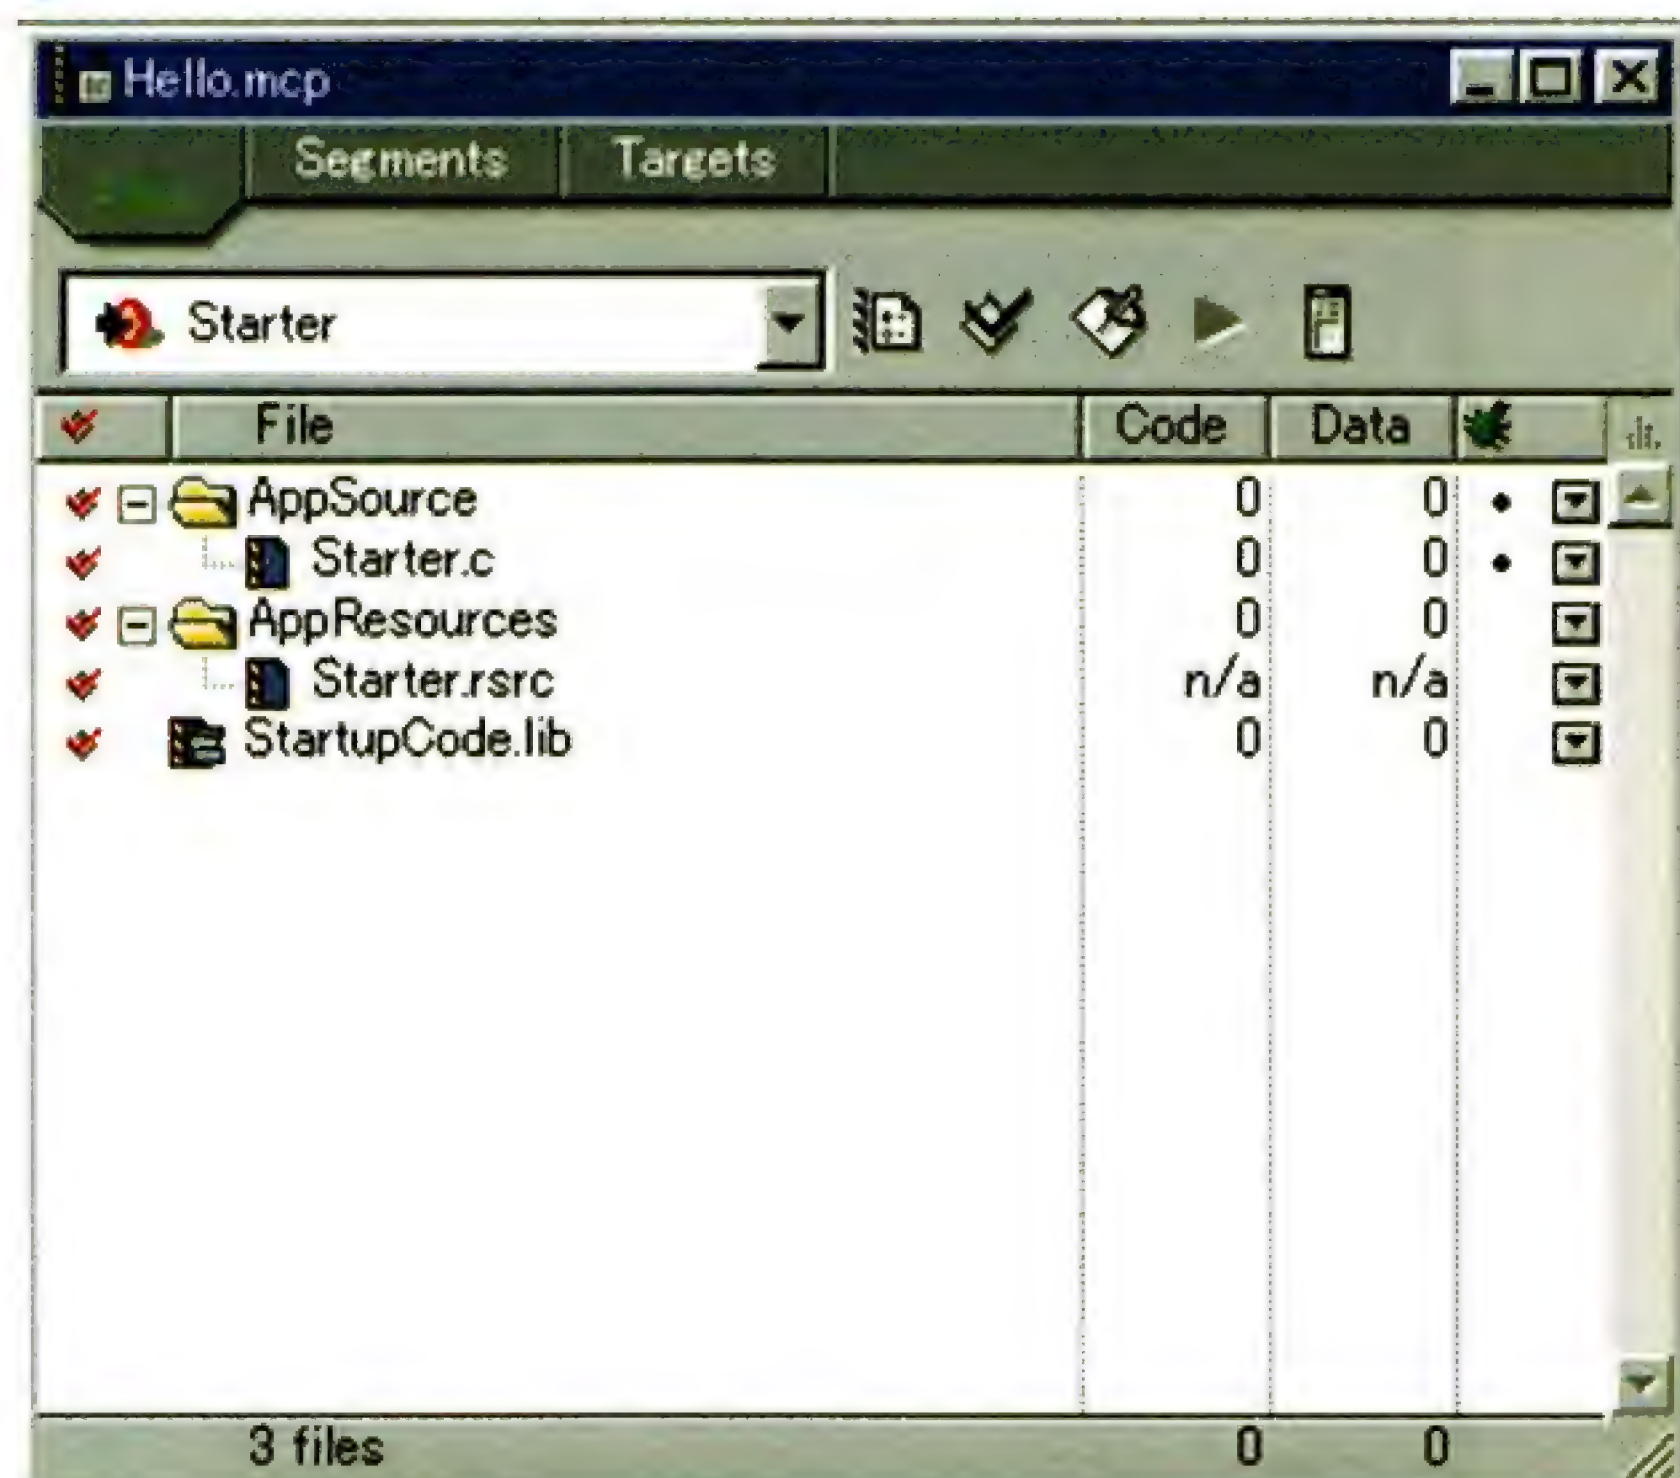 Hello.mcp
Segments Targets
Starter
File Code Data
AppSource 0 0
Starter.c 0 0
AppResources 0 0
Starter.rsrc n/a n/a
StartupCode.lib 0 0
3 files 0 0